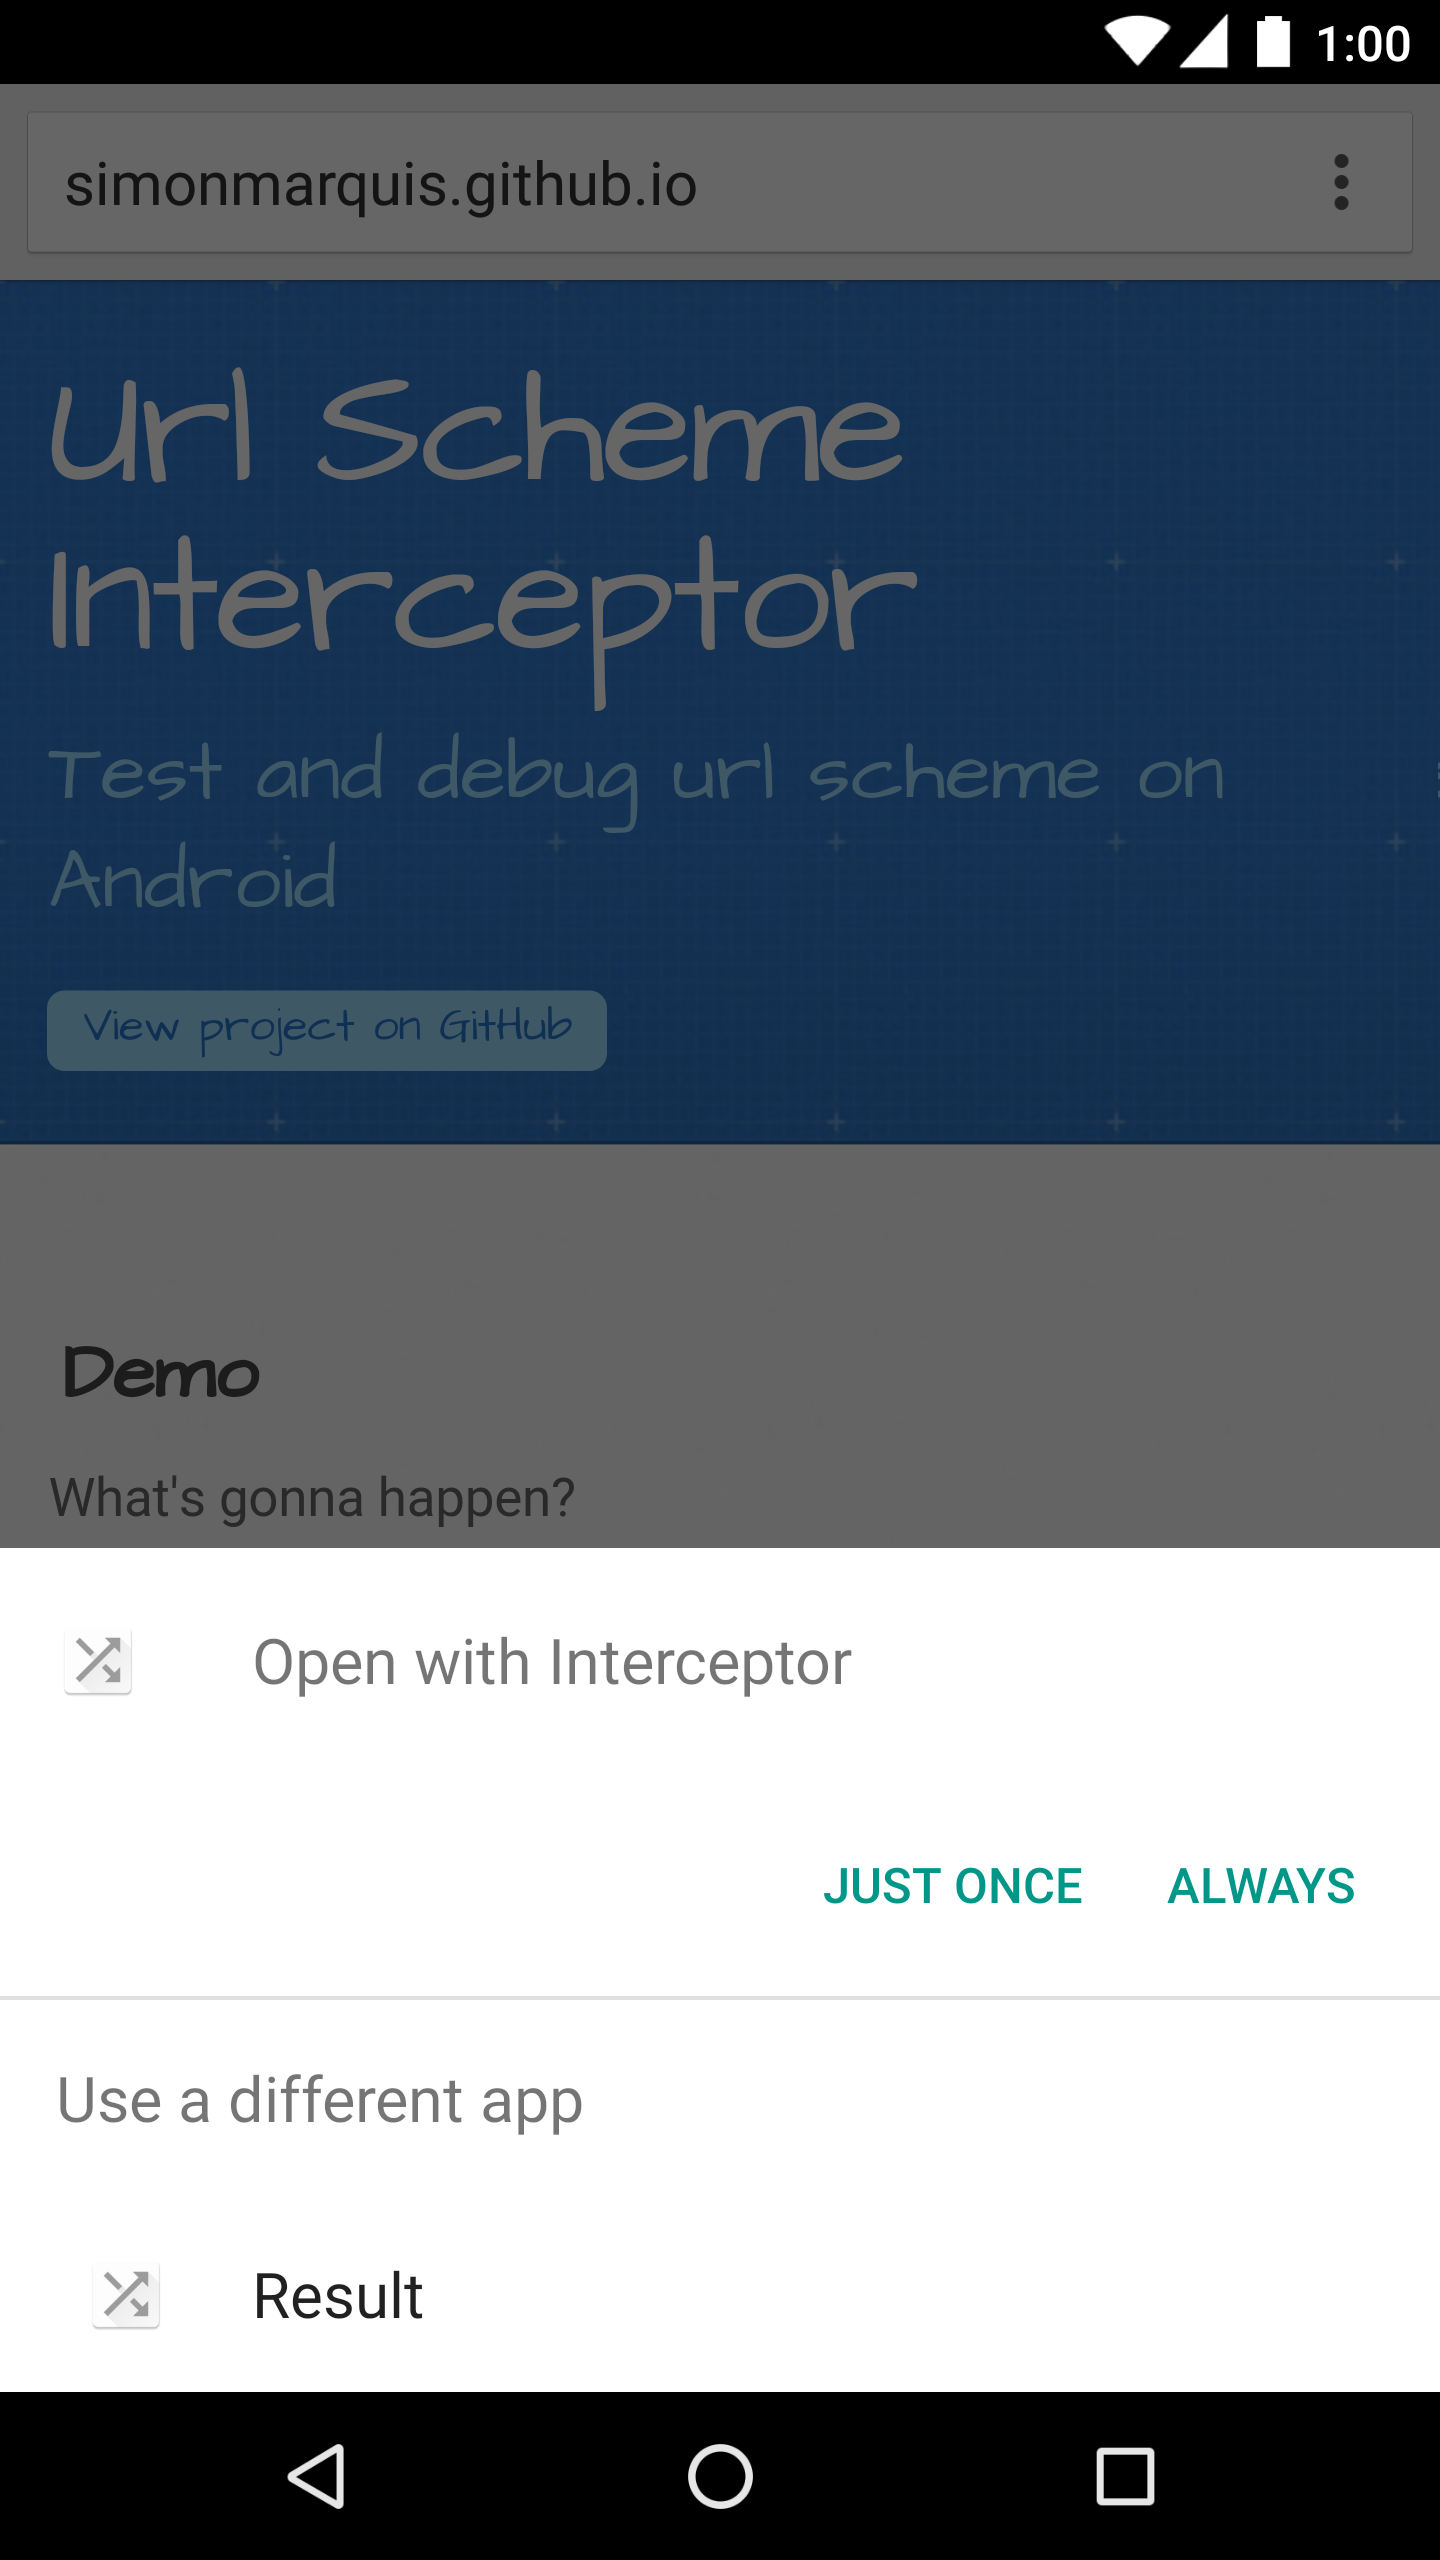 1:00
simonmarquis.github.io
Url Scheme
Interceptor
Test and debug url scheme on
Android
View project on GitHub
Demo
What's gonna happen?
Open with Interceptor
JUST ONCE ALWAYS
Use a different app
Result